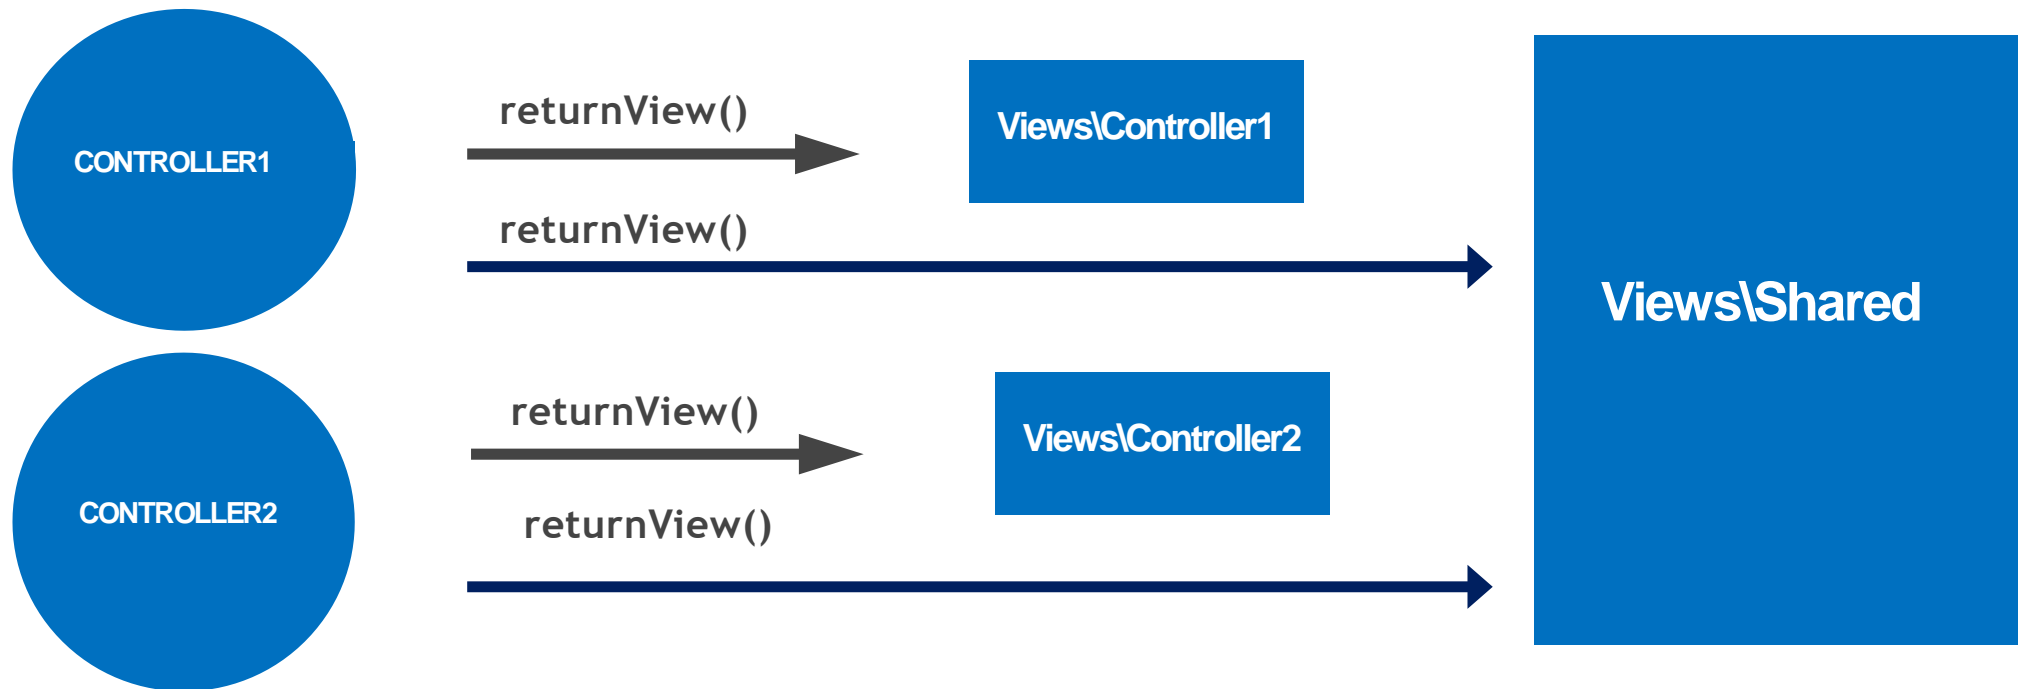 returnView()
Views\Controller1
CONTROLLER1
returnView()
Views\Shared
returnView()
Views\Controller2
CONTROLLER2
returnView()